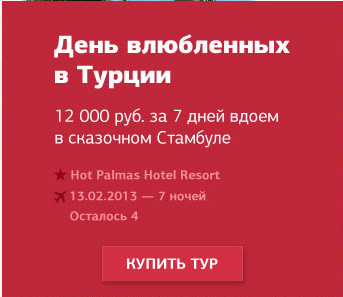 День влюбленных
в Турции
12 000 руб. за 7 дней вдоем
в сказочном Стамбуле
Hot Palmas Hotel Resort
13.02.2013 — 7 ночей
Осталось 4
КУПИТЬ ТУР